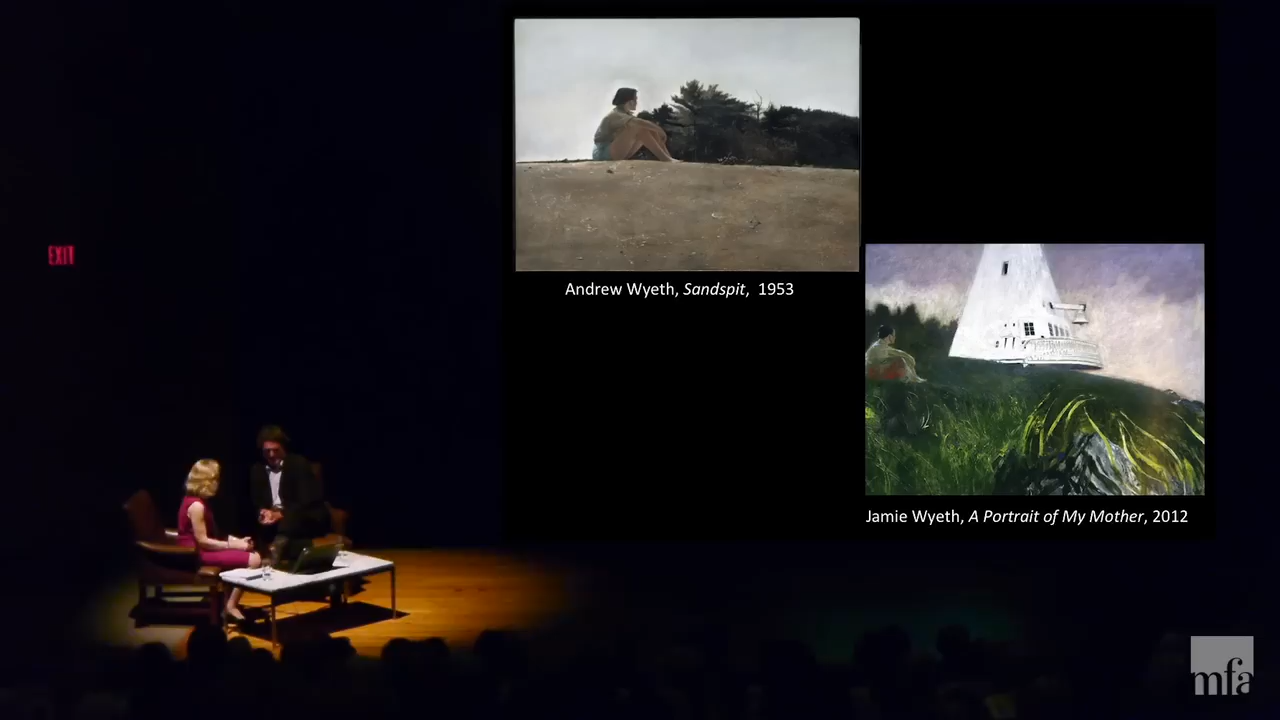 EXIT
Andrew Wyeth, Sandspit, 1953
Jamie Wyeth, A Portrait of My Mother, 2012
mfa